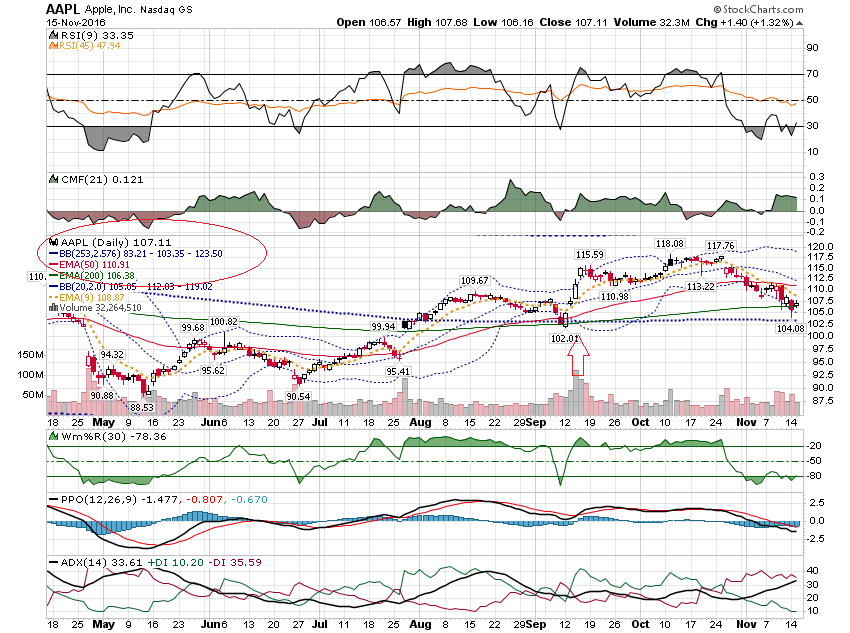 AAPL Apple, Inc. Nasdaq GS © StockCharts.com
15-Nov-2016 Open 106.57 High 107.68 Low 106.16 Close 107.11 Volume 32.3M Chg +1.40 (+1.32%)
RSI(9) 33.35
RSI(45) 47.94
90
70
50
30
10
CMF(21) 0.121
0.3
0.2
0.1
0.0
-0.1
-0.2
AAPL (Daily) 107.11
BB(253,2.576) 83.21 - 103.35 - 123.50
EMA(50) 110.91
EMA(200) 106.38
BB(20,2.0) 105.05 - 112.03 - 119.02
EMA(9) 108.87
Volume 32,264,510
110.
118.08
117.76
115.59
113.22
110.98
109.67
104.08
102.01
100.82
99.68
99.94
95.62
95.41
94.32
90.88
90.54
88.53
120.0
117.5
115.0
112.5
110.0
107.5
105.0
102.5
100.0
97.5
95.0
92.5
90.0
87.5
150M
100M
50M
18 25 May 9 16 23 Jun 6 13 20 27 Jul 11 18 25 Aug 8 15 22 29 Sep 12 19 26 Oct 10 17 24 Nov 7 14
Wm%R(30) -78.36
-20
-50
-80
PPO(12,26,9) -1.477, -0.807, -0.670
2.5
0.0
-2.5
ADX(14) 33.61 +DI 10.20 -DI 35.59
40
30
20
10
18 25 May 9 16 23 Jun 6 13 20 27 Jul 11 18 25 Aug 8 15 22 29 Sep 12 19 26 Oct 10 17 24 Nov 7 14